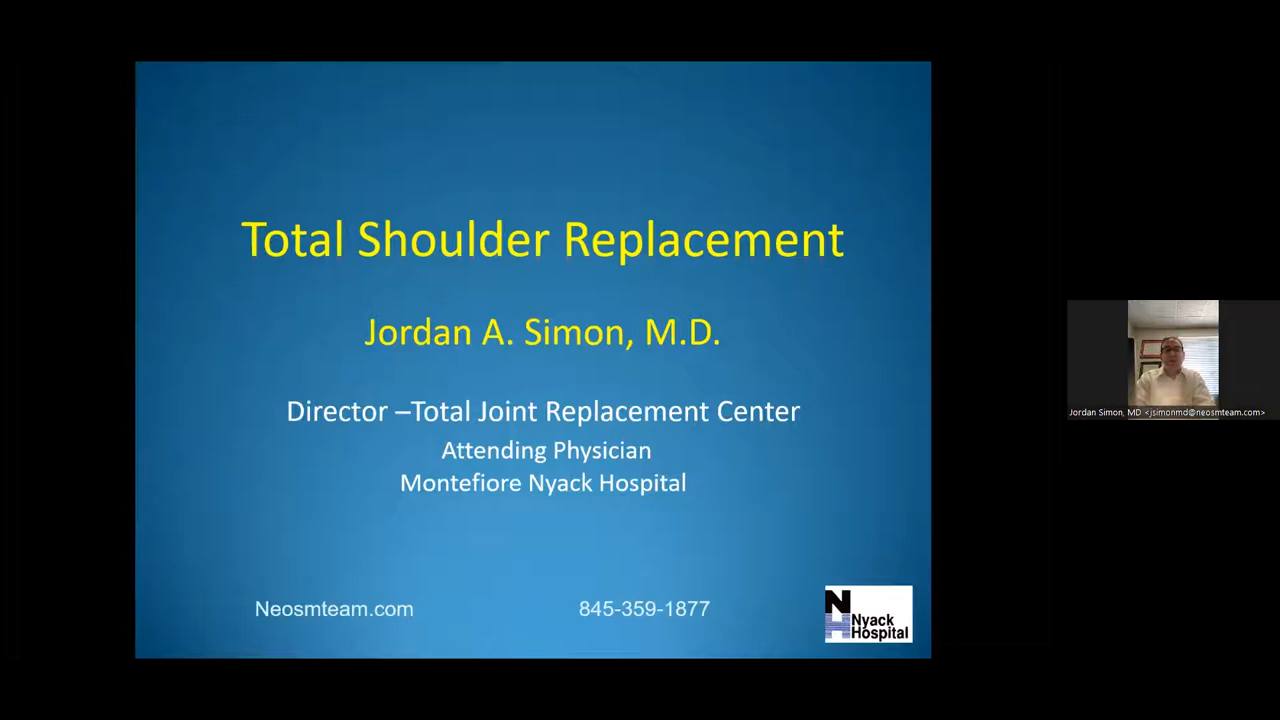 Total Shoulder Replacement
Jordan A. Simon, M.D.
Director –Total Joint Replacement Center
Attending Physician
Montefiore Nyack Hospital
Neosmteam.com
845-359-1877
N
H
Nyack
Hospital
Jordan Simon, MD <jsimonmd@neosmteam.com>